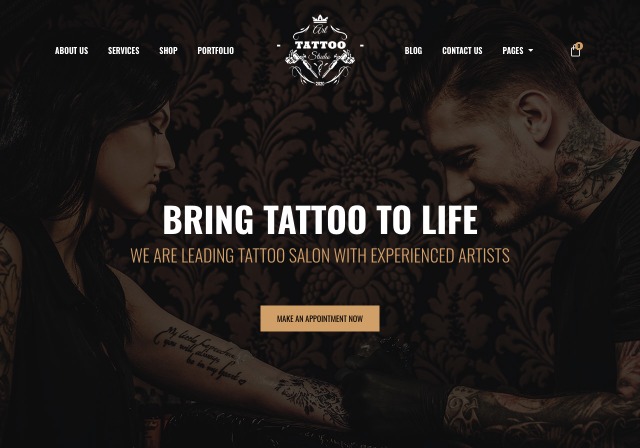 ABOUT US SERVICES SHOP PORTFOLIO
Art
TATTOO
Studio
BLOG CONTACT US PAGES
BRING TATTOO TO LIFE
WE ARE LEADING TATTOO SALON WITH EXPERIENCED ARTISTS
MAKE AN APPOINTMENT NOW